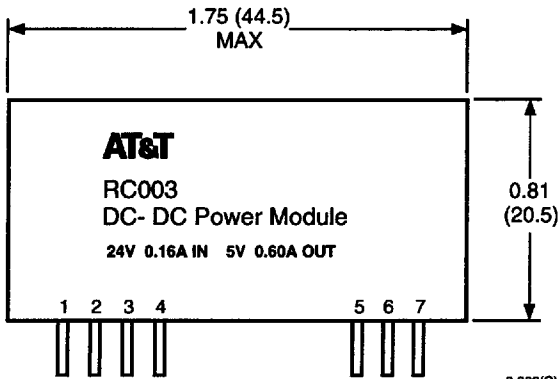 1.75 (44.5)
MAX
AT&T
RC003
DC- DC Power Module
24V 0.16A IN 5V 0.60A OUT
0.81
(20.5)
1 2 3 4 5 6 7